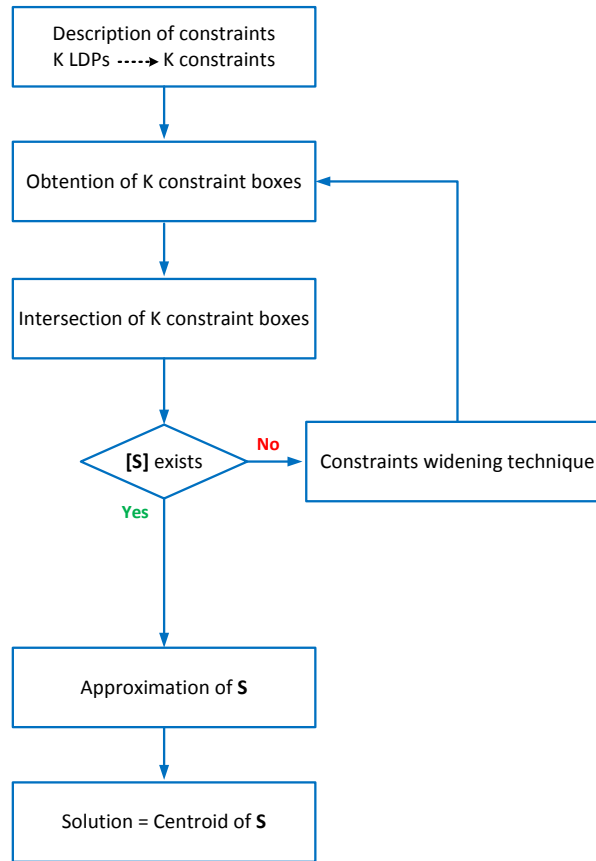 Description of constraints
K LDPs ----> K constraints
Obtention of K constraint boxes
Intersection of K constraint boxes
[S] exists
No
Constraints widening technique
Yes
Approximation of S
Solution = Centroid of S